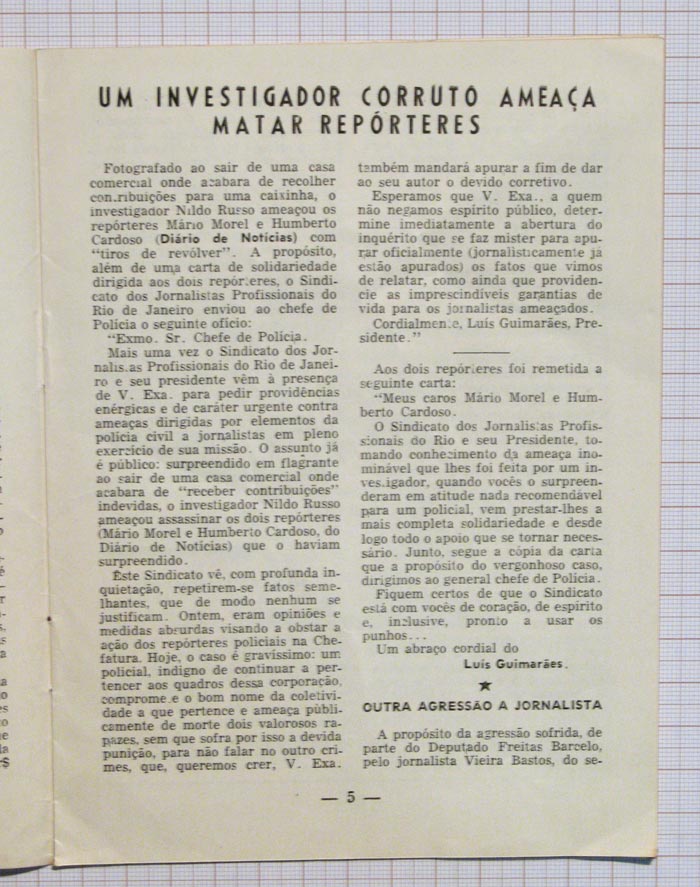 UM INVESTIGADOR CORRUTO AMEAÇA
MATAR REPÓRTERES
Fotografado ao sair de uma casa
comercial onde acabara de recolher
con.ribuições para uma caixinha, o
investigador Nildo Russo ameaçou os
repórteres Mário Morel e Humberto
Cardoso (Diário de Notícias) com
"tiros de revólver". A propósito,
além de uma carta de solidariedade
dirigida aos dois repór.eres, o Sindi-
cato dos Jornalistas Profissionais do
Rio de Janeiro enviou ao chefe de
Polícia o seguinte ofício:
"Exmo. Sr. Chefe de Polícia.
Mais uma vez o Sindicato dos Jor-
nalis.as Profissionais do Rio de Janei-
ro e seu presidente vêm à presença
de V. Exa. para pedir providências
enérgicas e de caráter urgente contra
ameaças dirigidas por elementos da
polícia civil a jornalistas em pleno
exercício de sua missão. O assunto já
é público: surpreendido em flagrante
ao sair de uma casa comercial onde
acabara de "receber contribuições"
indevidas, o investigador Nildo Russo
ameaçou assassinar os dois repórteres
(Mário Morel e Humberto Cardoso, do
Diário de Notícias) que o haviam
surpreendido.
Este Sindicato vê, com profunda in-
quietação, repetirem-se fatos seme-
lhantes, que de modo nenhum se
justificam. Ontem, eram opiniões e
medidas absurdas visando a obstar a
ação dos repórteres policiais na Che-
fatura. Hoje, o caso é gravíssimo: um
policial, indigno de continuar a per-
tencer aos quadros dessa corporação,
comprome.e o bom nome da coletivi-
dade a que pertence e ameaça públi-
camente de morte dois valorosos ra-
pazes, sem que sofra por isso a devida
punição, para não falar no outro cri-
mes, que, queremos crer, V. Exa.
também mandará apurar a fim de dar
ao seu autor o devido corretivo.
Esperamos que V. Exa., a quem
não negamos espírito público, deter-
mine imediatamente a abertura do
inquérito que se faz mister para apu-
rar oficialmente (jornalisticamente já
estão apurados) os fatos que vimos
de relatar, como ainda que providen-
cie as imprescindíveis garantias de
vida para os jornalistas ameaçados.
Cordialmen.e, Luís Guimarães, Pre-
sidente."
Aos dois repórteres foi remetida a
seguinte carta:
"Meus caros Mário Morel e Hum-
berto Cardoso.
O Sindicato dos Jornalistas Profis-
sionais do Rio e seu Presidente, to-
mando conhecimento da ameaça ino-
minável que lhes foi feita por um in-
ves.igador, quando vocês o surpreen-
deram em atitude nada recomendável
para um policial, vem prestar-lhes a
mais completa solidariedade e desde
logo todo o apoio que se tornar neces-
sário. Junto, segue a cópia da carta
que a propósito do vergonhoso caso,
dirigimos ao general chefe de Polícia.
Fiquem certos de que o Sindicato
está com vocês de coração, de espírito
e, inclusive, pronto a usar os
punhos...
Um abraço cordial do
Luís Guimarães.
★
OUTRA AGRESSÃO A JORNALISTA
A propósito da agressão sofrida, de
parte do Deputado Freitas Barcelo,
pelo jornalista Vieira Bastos, do se-
— 5 —